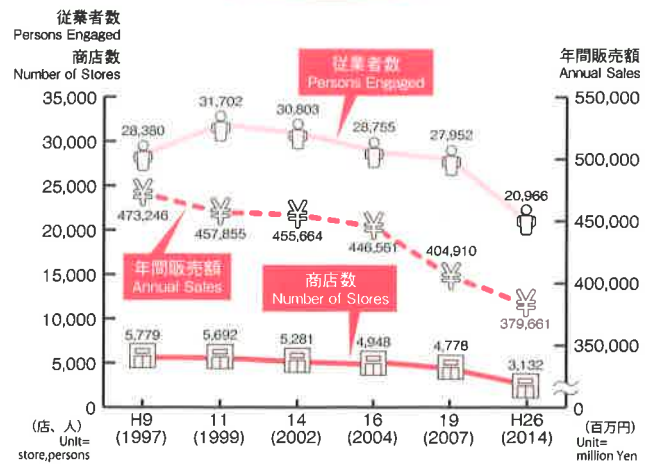 従業者数
Persons Engaged
商店数
Number of Stores
年間販売額
Annual Sales
35,000
30,000
25,000
20,000
15,000
10,000
5,000
0
550,000
500,000
450,000
400,000
350,000
0
従業者数
Persons Engaged
28,380
31,702
30,803
28,755
27,952
20,966
473,246
457,855
455,664
446,561
404,910
379,661
年間販売額
Annual Sales
商店数
Number of Stores
5,779
5,692
5,281
4,948
4,778
3,132
H9
(1997)
11
(1999)
14
(2002)
16
(2004)
19
(2007)
H26
(2014)
(店、人)
Unit=
store,persons
(百万円)
Unit=
million Yen